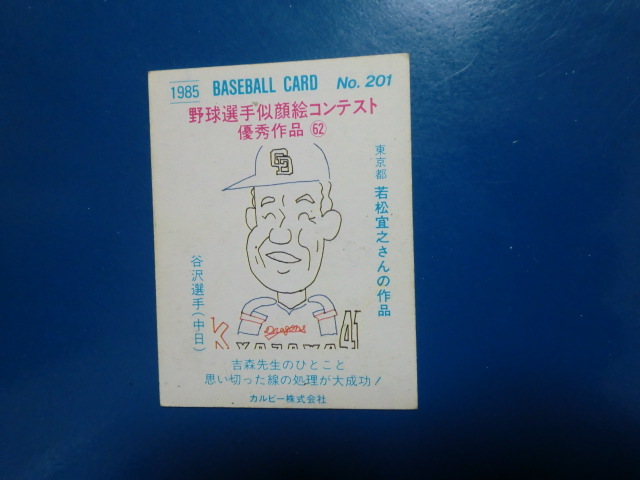 1985 BASEBALL CARD No. 201
野球選手似顔絵コンテスト
優秀作品 62
東京都 若松宜之さんの作品
CD
谷沢選手(中日)
Dragons
K
41
吉森先生のひとこと
思い切った線の処理が大成功!
カルビー株式会社